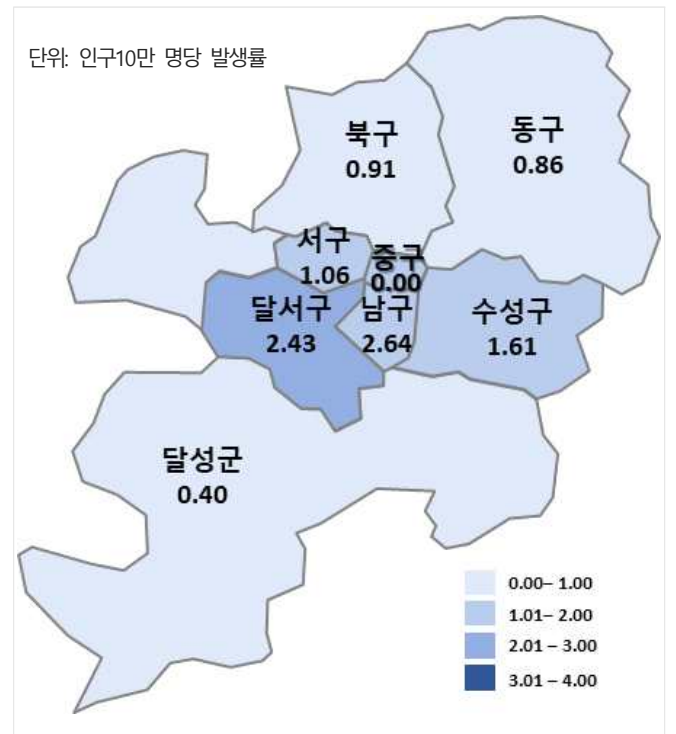 단위: 인구10만 명당 발생률
북구
0.91
동구
0.86
서구
1.06
중구
0.00
달서구
2.43
남구
2.64
수성구
1.61
달성군
0.40
0.00– 1.00
1.01– 2.00
2.01 – 3.00
3.01 – 4.00